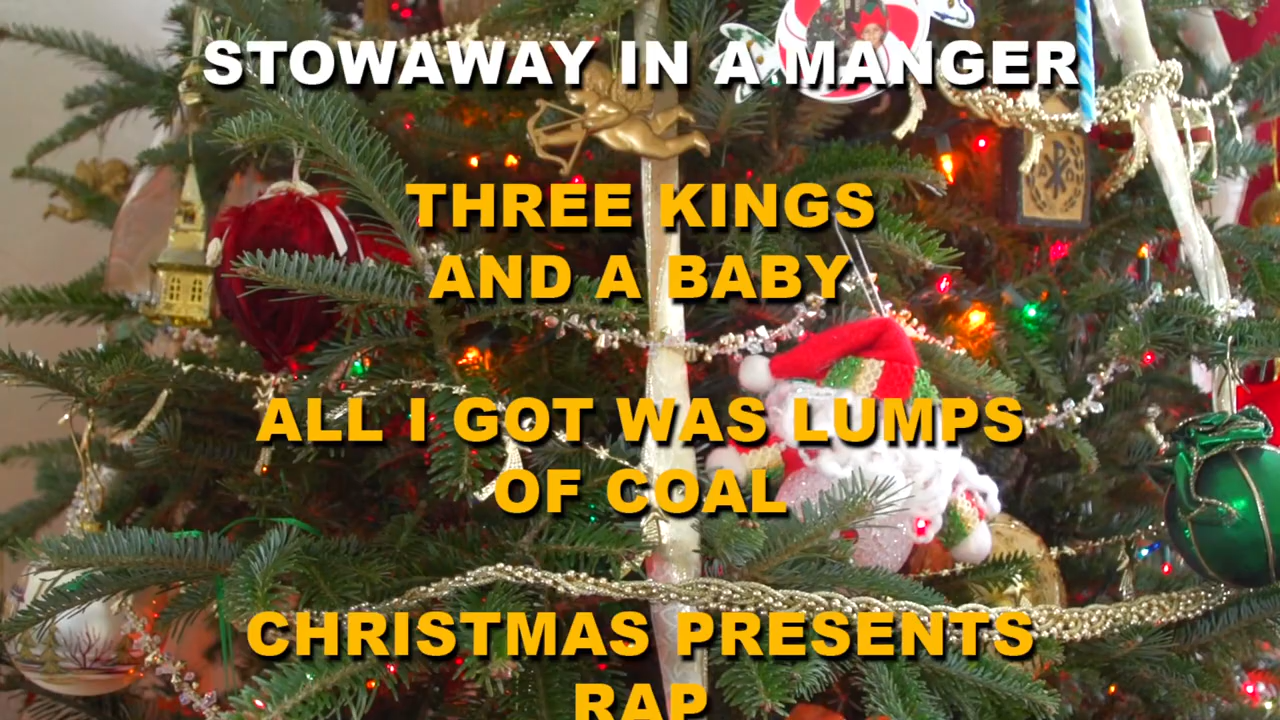 STOWAWAY IN A MANGER
THREE KINGS
AND A BABY
ALL I GOT WAS LUMPS
OF COAL
CHRISTMAS PRESENTS
RAP